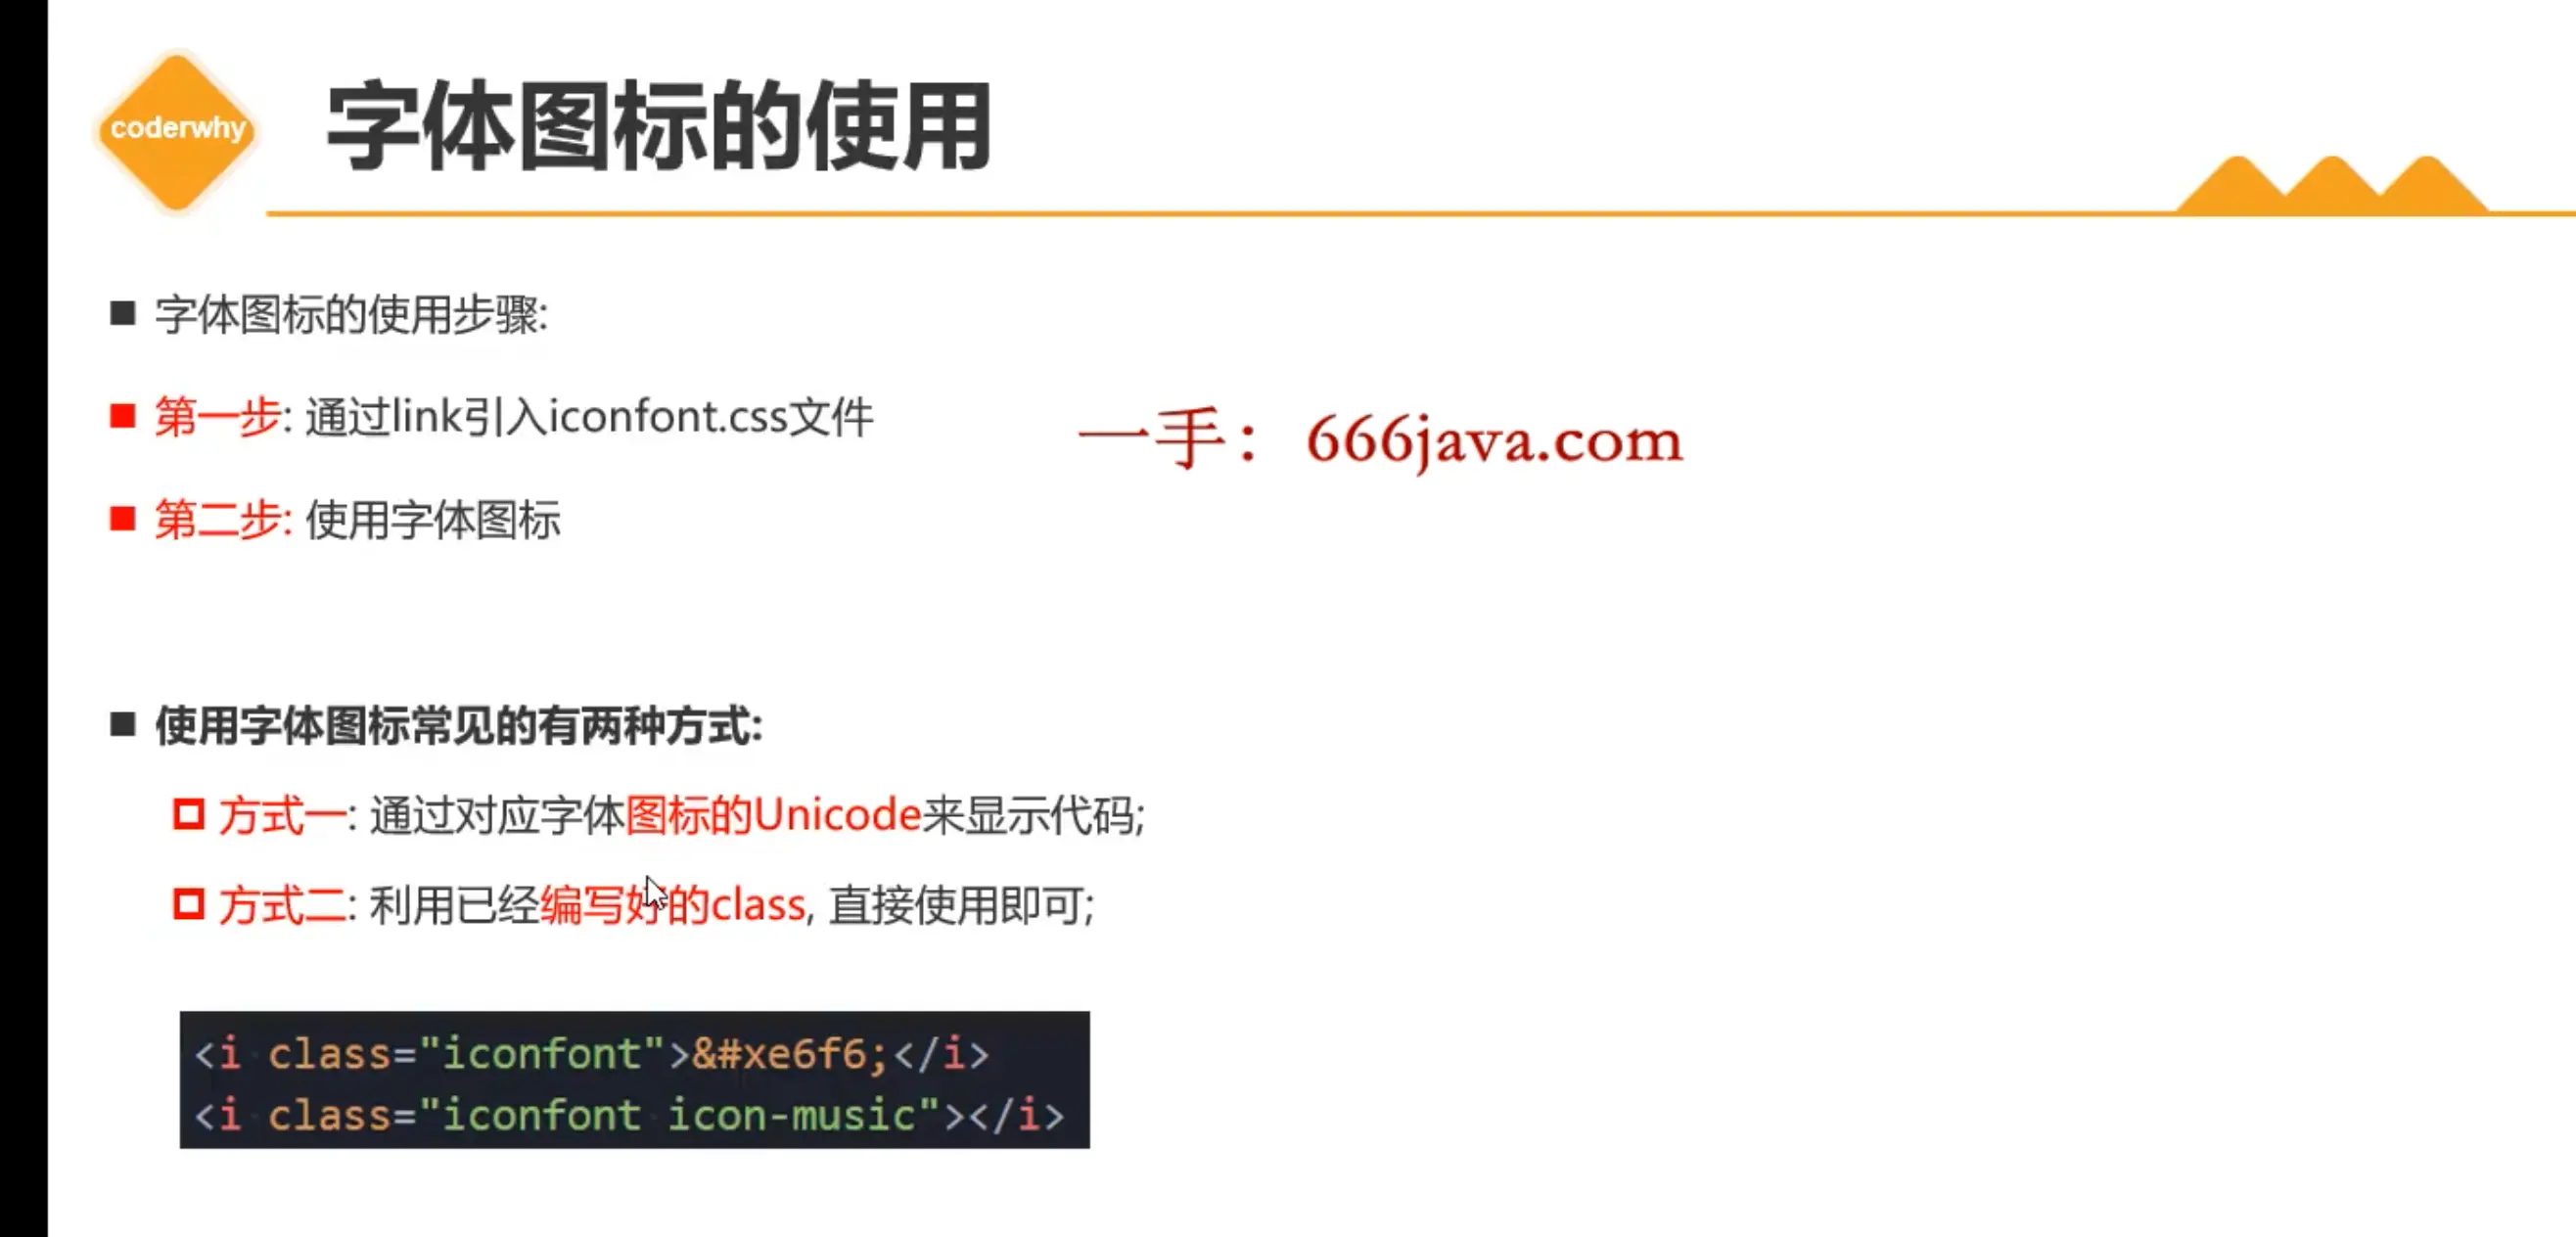 coderwhy
字体图标的使用
字体图标的使用步骤:
第一步: 通过link引入iconfont.css文件
一手：666java.com
第二步: 使用字体图标
使用字体图标常见的有两种方式:
方式一: 通过对应字体图标的Unicode来显示代码;
方式二: 利用已经编写好的class, 直接使用即可;
<i class="iconfont">&#xe6f6;</i>
<i class="iconfont icon-music"></i>